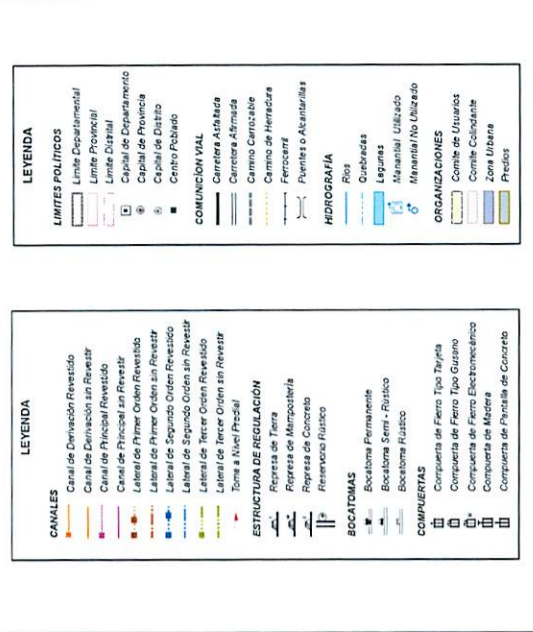 LEYENDA
CANALES
Canal de Derivación Revestido
Canal de Derivación sin Revestir
Canal de Principal Revestido
Canal de Principal sin Revestir
Lateral de Primer Orden Revestido
Lateral de Primer Orden sin Revestir
Lateral de Segundo Orden Revestido
Lateral de Segundo Orden sin Revestir
Lateral de Tercer Orden Revestido
Lateral de Tercer Orden sin Revestir
Toma a Nivel Predial
ESTRUCTURA DE REGULACIÓN
Represa de Tierra
Represa de Mampostería
Represa de Concreto
Reservorio Rústico
BOCATOMAS
Bocatoma Permanente
Bocatoma Semi - Rústico
Bocatoma Rústico
COMPUERTAS
Compuerta de Fierro Tipo Tarjeta
Compuerta de Fierro Tipo Gusano
Compuerta de Fierro Electromecánico
Compuerta de Madera
Compuerta de Pantalla de Concreto
LEYENDA
LIMITES POLÍTICOS
Limite Departamental
Limite Provincial
Limite Distrital
Capital de Departamento
Capital de Provincia
Capital de Distrito
Centro Poblado
COMUNICION VIAL
Carretera Asfaltada
Carretera Afirmada
Camino Carrozable
Camino de Herradura
Ferrocarril
Puentes o Alcantarillas
HIDROGRAFÍA
Rios
Quebradas
Lagunas
Manantial Utilizado
Manantial No Utilizado
ORGANIZACIONES
Comite de Usuarios
Comite Colindante
Zona Urbana
Predios